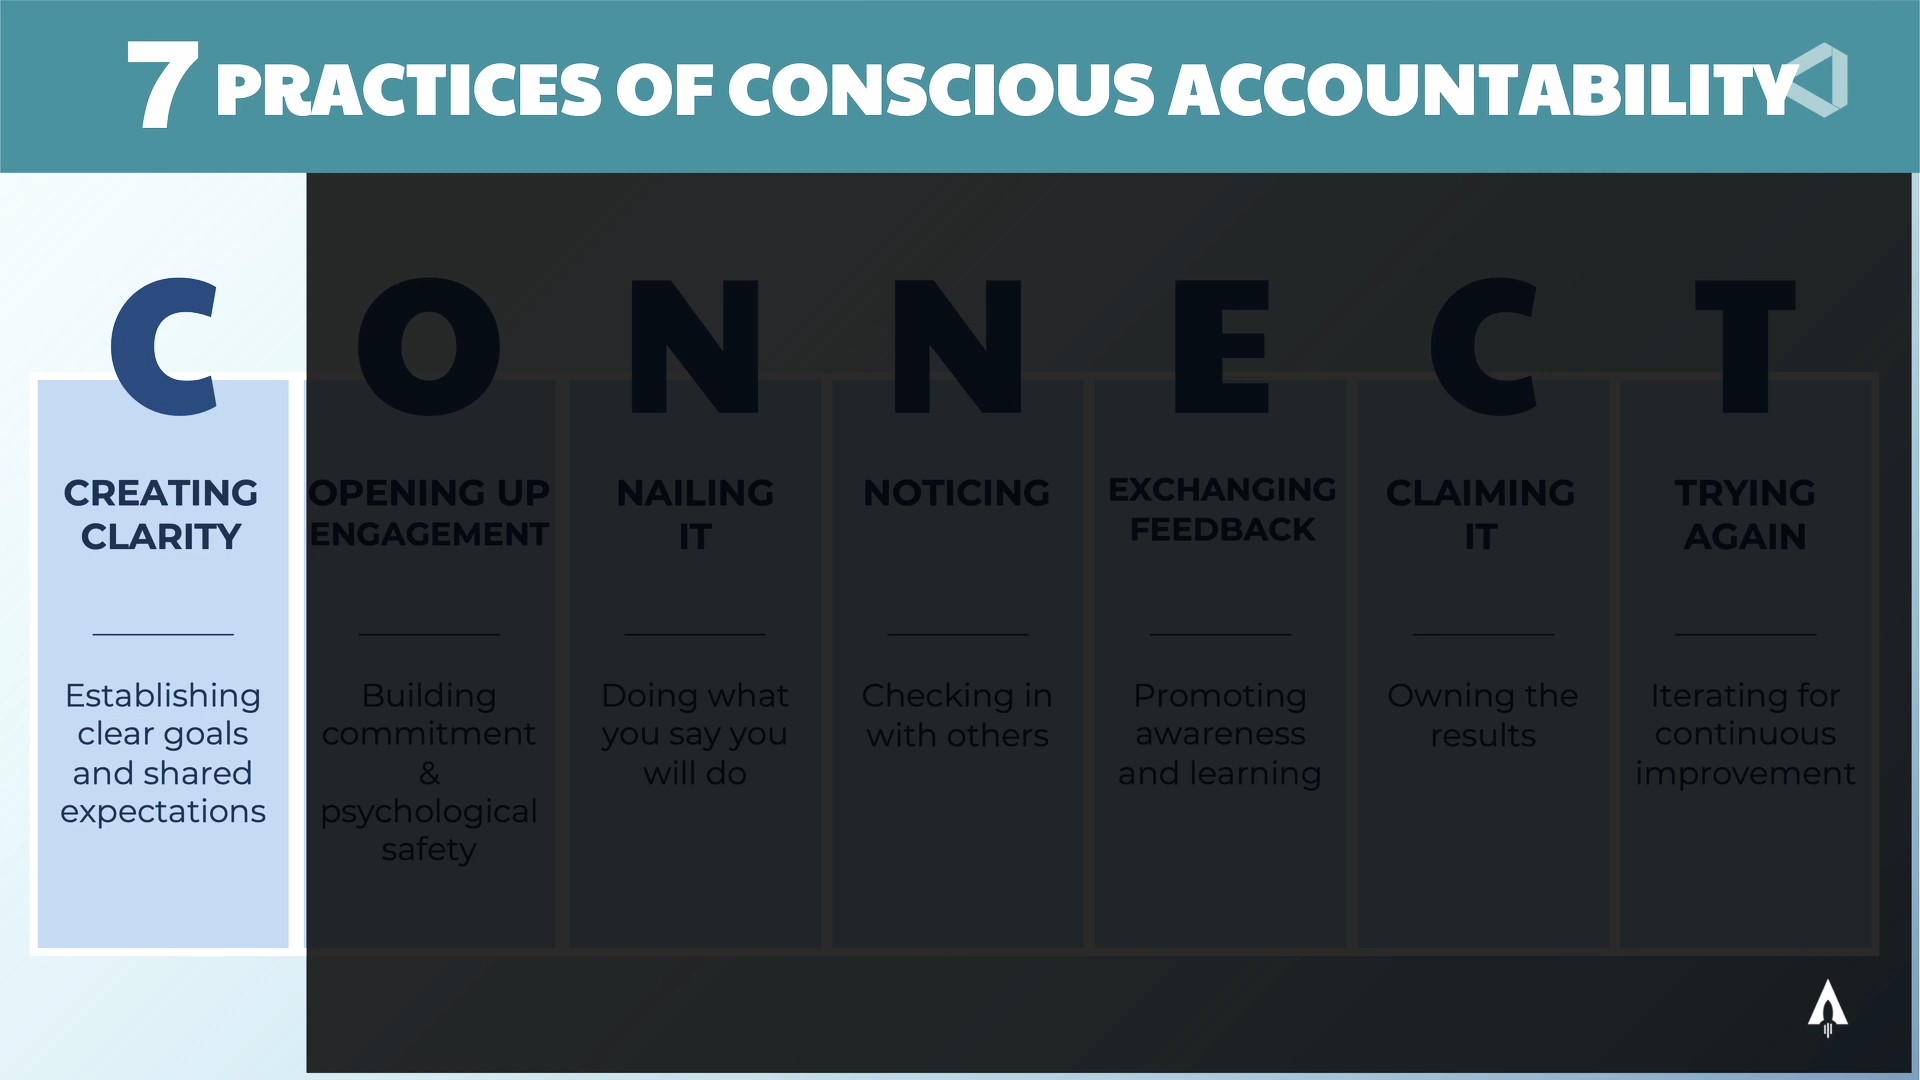 7 PRACTICES OF CONSCIOUS ACCOUNTABILITY
C
CREATING
CLARITY
Establishing
clear goals
and shared
expectations
O
OPENING UP
ENGAGEMENT
Building
commitment
&
psychological
safety
N
NAILING
IT
Doing what
you say you
will do
N
NOTICING
Checking in
with others
E
EXCHANGING
FEEDBACK
Promoting
awareness
and learning
C
CLAIMING
IT
Owning the
results
T
TRYING
AGAIN
Iterating for
continuous
improvement